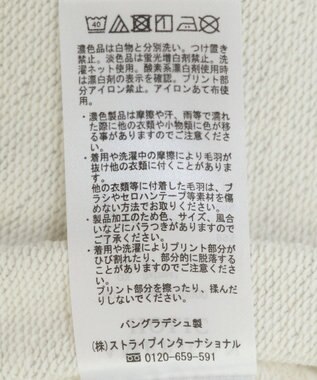 40
濃色品は白物と分別洗い。つけ置き
禁止。淡色品は蛍光増白剤禁止。洗
濯ネット使用。酸素系漂白剤使用時
は漂白剤の表示を確認。プリント部
分アイロン禁止。アイロンあて布使
用。
・濃色製品は摩擦や汗、雨等で濡れ
た際に他の衣類や小物類に色が移
る事がありますのでご注意くださ
い。
・着用や洗濯中の摩擦により毛羽が
抜け他の衣類に付くことがありま
す。
他の衣類等に付着した毛羽は、ブ
ラシやセロハンテープ等素材を傷
めない方法でお取りください。
・製品加工のため色、サイズ、風合
いなどにバラつきがありますので
ご了承ください。
・着用や洗濯によりプリント部分が
ひび割れたり、部分的に脱落する
ことがありますのでご注意くださ
い。
プリント部分を擦ったり、揉んだ
りしないでください。
バングラデシュ製
(株)ストライプインターナショナル
0120-659-591